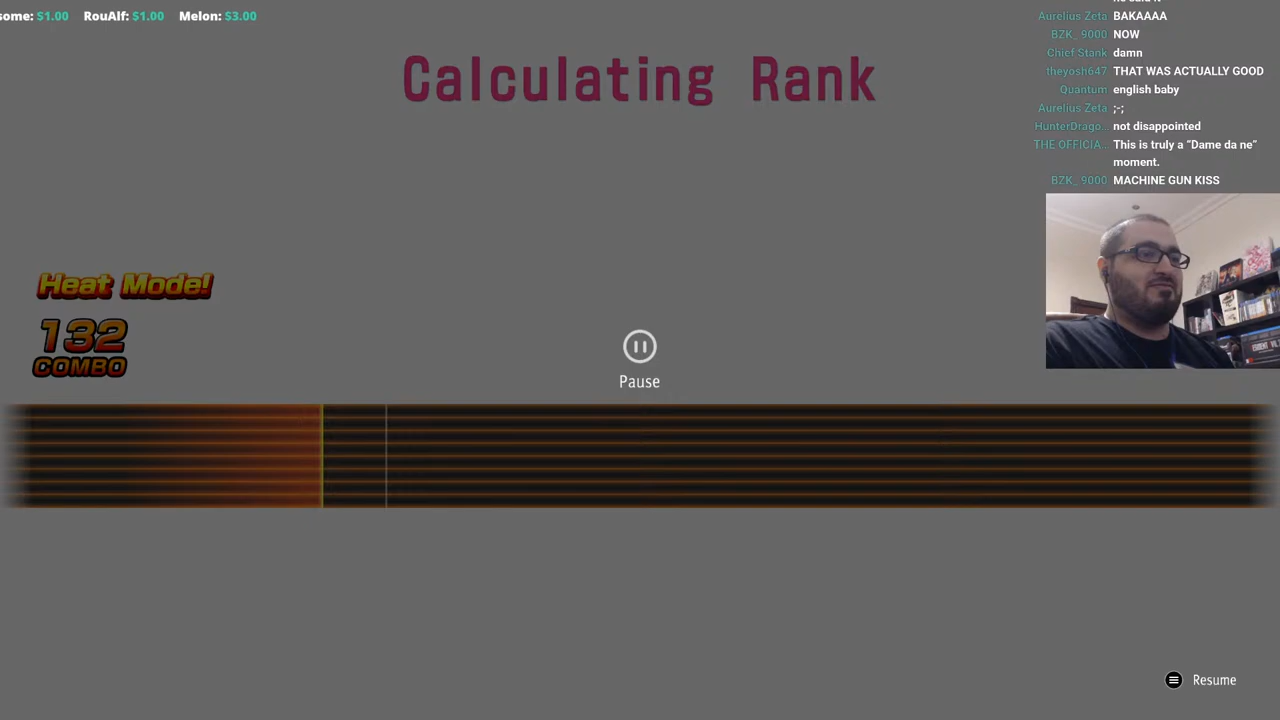 some: $1.00 RouAlf: $1.00 Melon: $3.00
Aurelius Zeta BAKAAAA
BZK_9000 NOW
Chief Stank damn
theyosh647 THAT WAS ACTUALLY GOOD
Quantum english baby
Aurelius Zeta ;-;
HunterDrago... not disappointed
THE OFFICIA... This is truly a “Dame da ne”
moment.
BZK_9000 MACHINE GUN KISS
Calculating Rank
Heat Mode!
132
COMBO
Pause
Resume